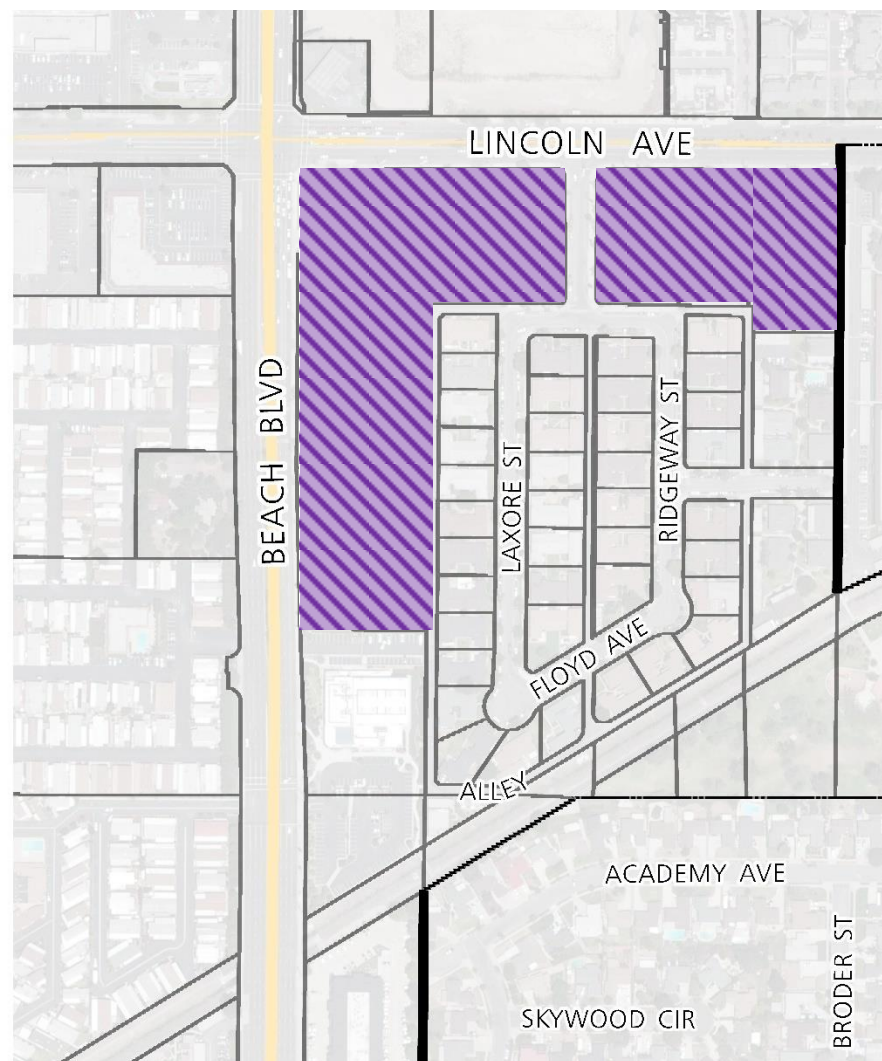 LINCOLN AVE
BEACH BLVD
LAXORE ST
RIDGEWAY ST
FLOYD AVE
ALLEY
ACADEMY AVE
BRODER ST
SKYWOOD CIR